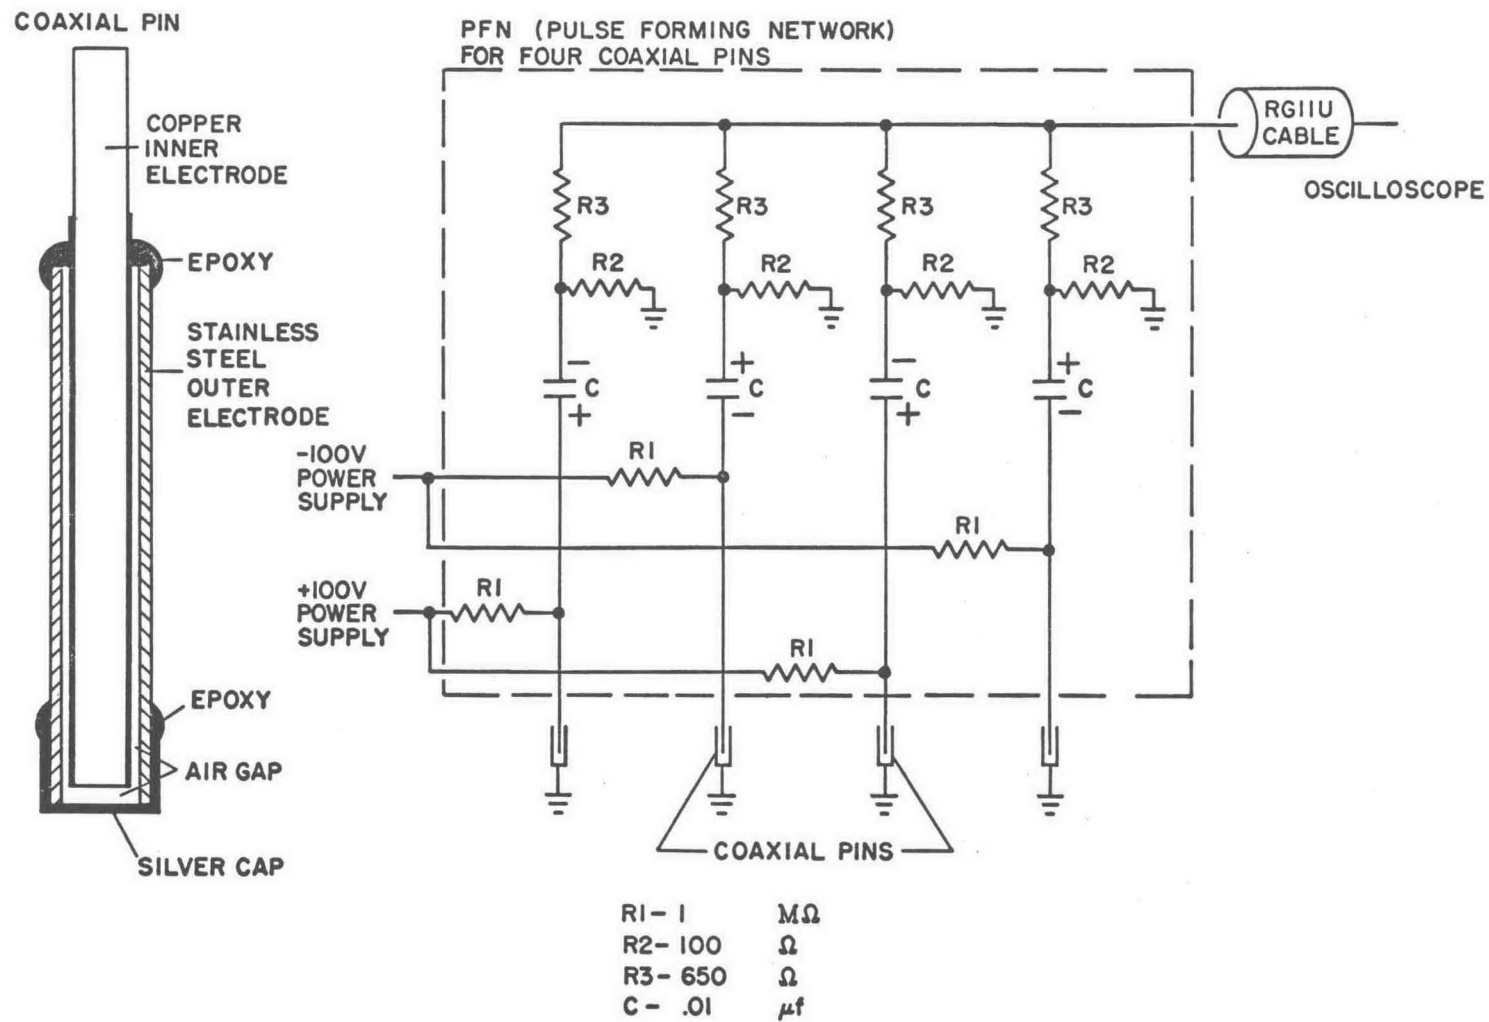 COAXIAL PIN
COPPER
INNER
ELECTRODE
EPOXY
STAINLESS
STEEL
OUTER
ELECTRODE
EPOXY
AIR GAP
SILVER CAP
PFN (PULSE FORMING NETWORK)
FOR FOUR COAXIAL PINS
RG11U
CABLE
OSCILLOSCOPE
R3
R3
R3
R3
R2
R2
R2
R2
− + − +
C
C
C
C
+ − + −
-100V
POWER
SUPPLY
R1
R1
+100V
POWER
SUPPLY
R1
R1
COAXIAL PINS
R1- 1 MΩ
R2- 100 Ω
R3- 650 Ω
C- .01 μf